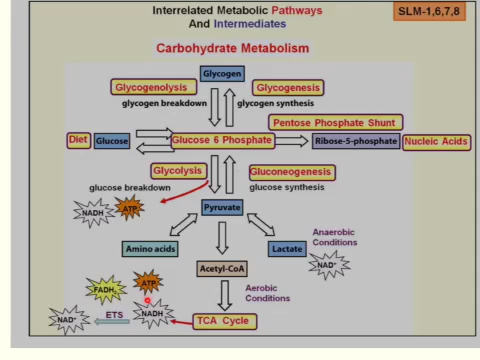 Interrelated Metabolic Pathways
And Intermediates
SLM-1,6,7,8
Carbohydrate Metabolism
Glycogen
Glycogenolysis
Glycogenesis
glycogen breakdown
glycogen synthesis
Pentose Phosphate Shunt
Diet
Glucose
Glucose 6 Phosphate
Ribose-5-phosphate
Nucleic Acids
Glycolysis
Gluconeogenesis
glucose breakdown
glucose synthesis
NADH
ATP
Pyruvate
Anaerobic
Conditions
Amino acids
Lactate
NAD⁺
Acetyl-CoA
FADH₂
ATP
Aerobic
Conditions
NAD⁺
ETS
NADH
TCA Cycle